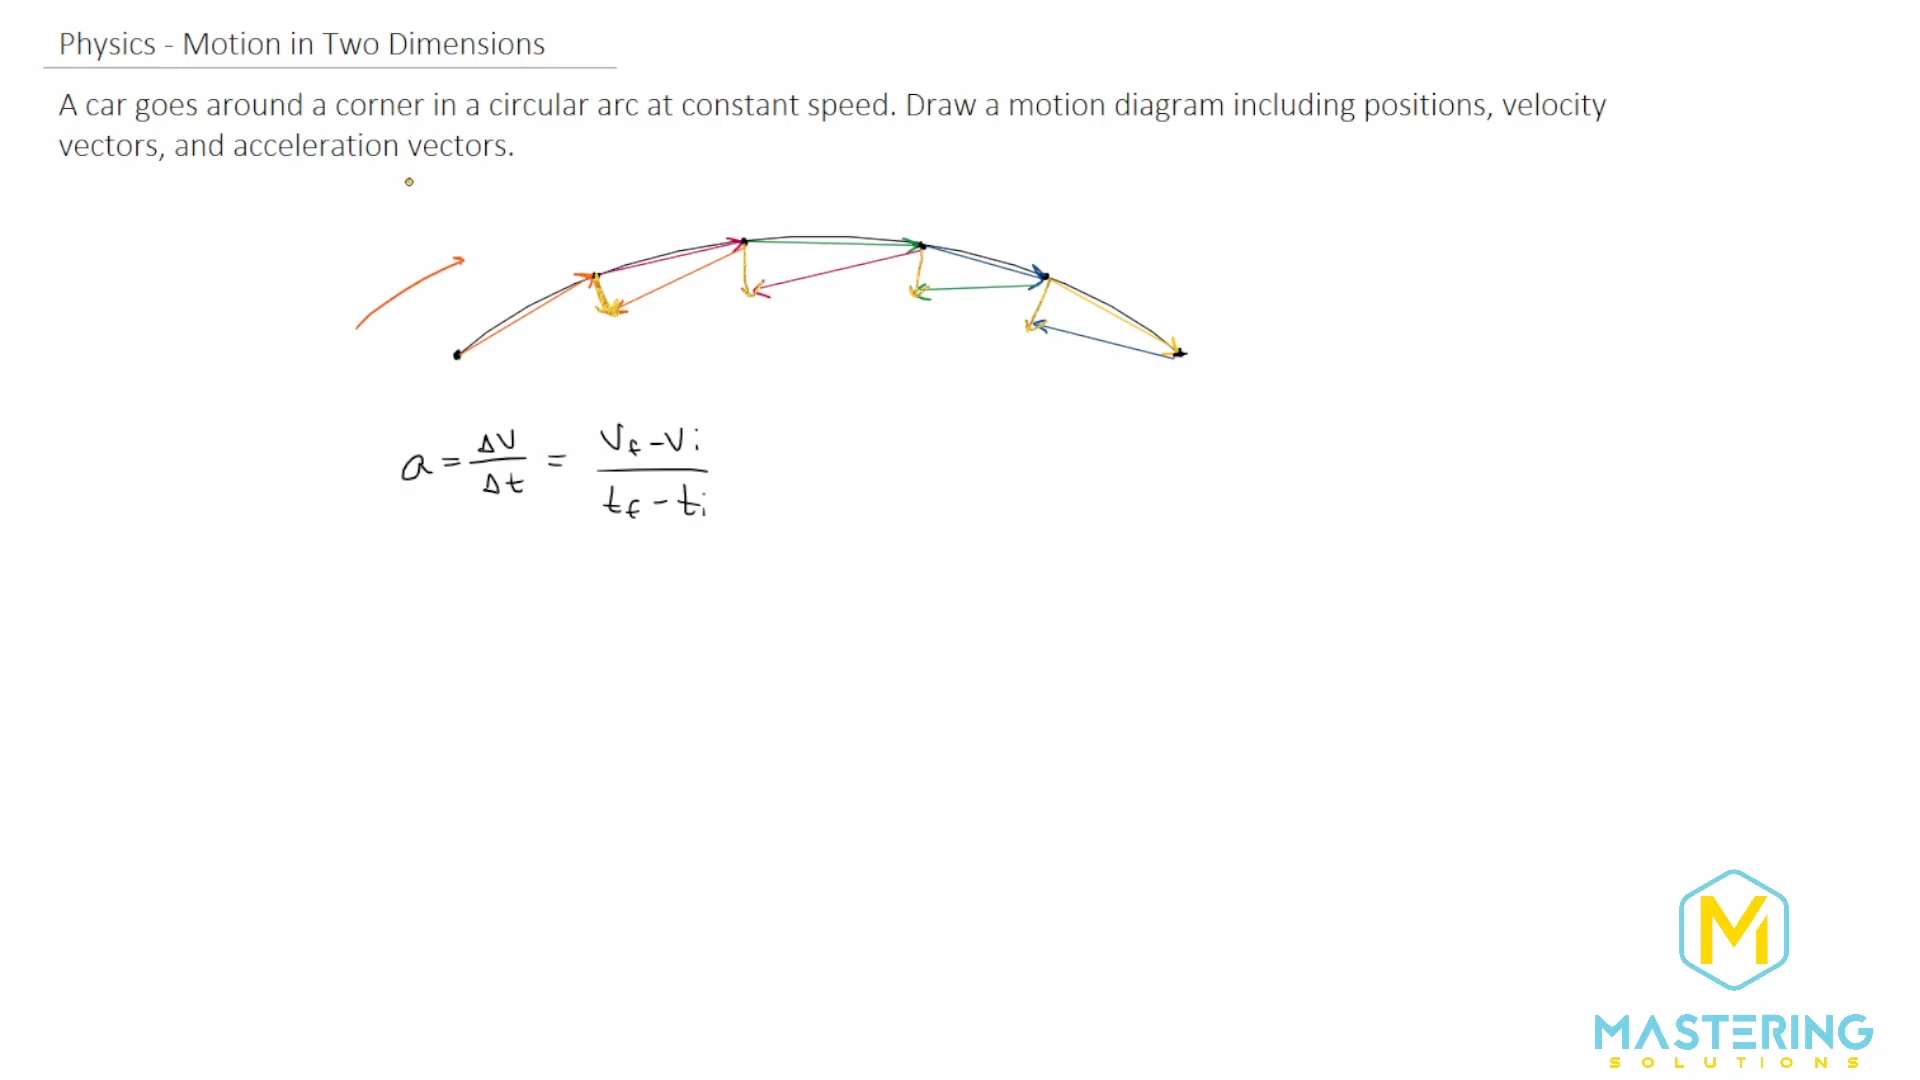 Physics - Motion in Two Dimensions
A car goes around a corner in a circular arc at constant speed. Draw a motion diagram including positions, velocity
vectors, and acceleration vectors.
a = ΔV/Δt = Vf - Vi / tf - ti
M
MASTERING
SOLUTIONS